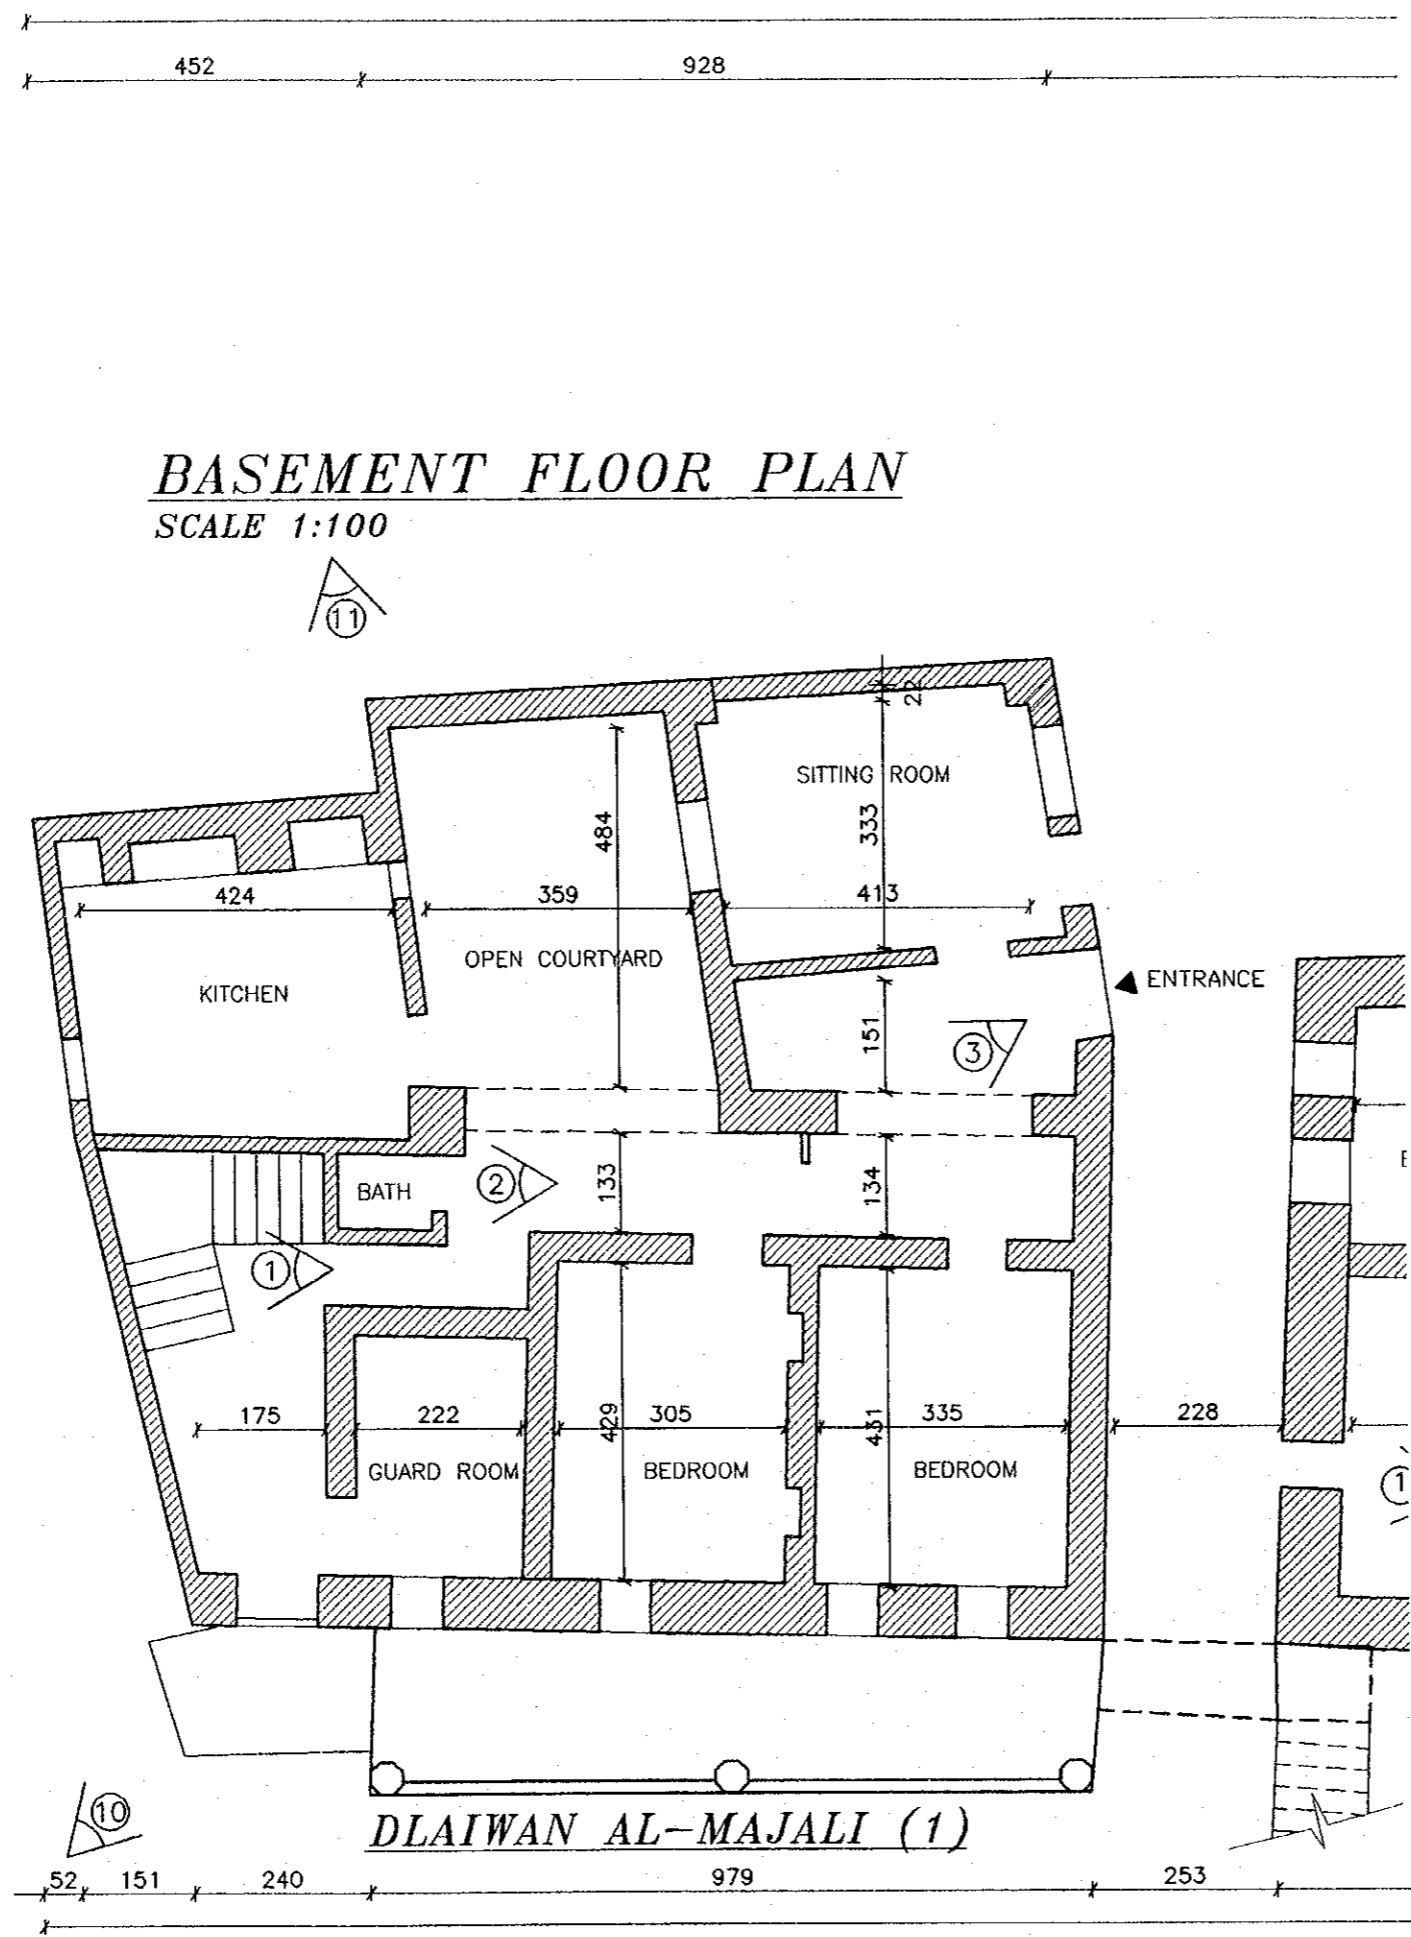 452 928
BASEMENT FLOOR PLAN
SCALE 1:100
11
22
SITTING ROOM
484
333
424 359 413
OPEN COURTYARD
KITCHEN
ENTRANCE
151
3
BATH
2
133
134
1
175 222 429 305 431 335 228
GUARD ROOM BEDROOM BEDROOM
10
DLAIWAN AL-MAJALI (1)
52 151 240 979 253